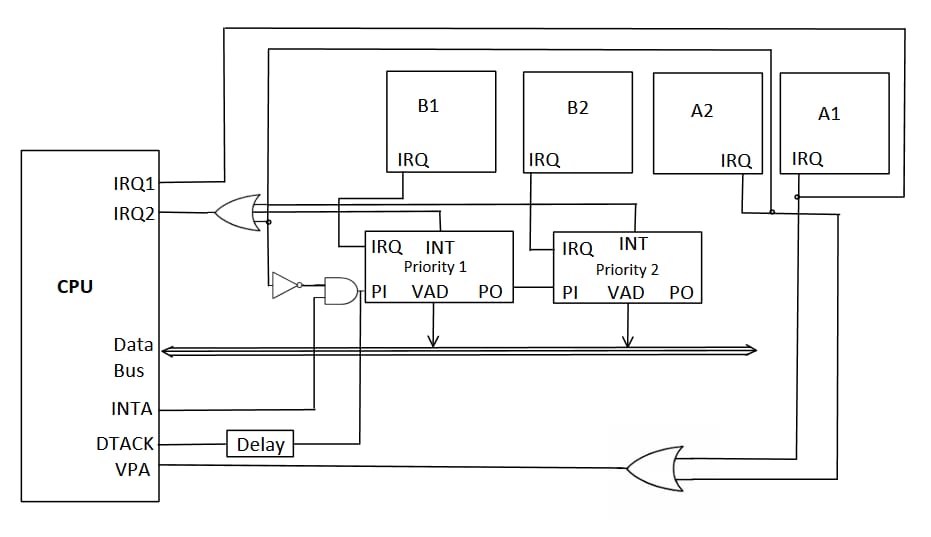 B1
IRQ
B2
IRQ
A2
IRQ
A1
IRQ
CPU
IRQ1
IRQ2
Data
Bus
INTA
DTACK
VPA
IRQ INT
Priority 1
PI VAD PO
IRQ INT
Priority 2
PI VAD PO
Delay